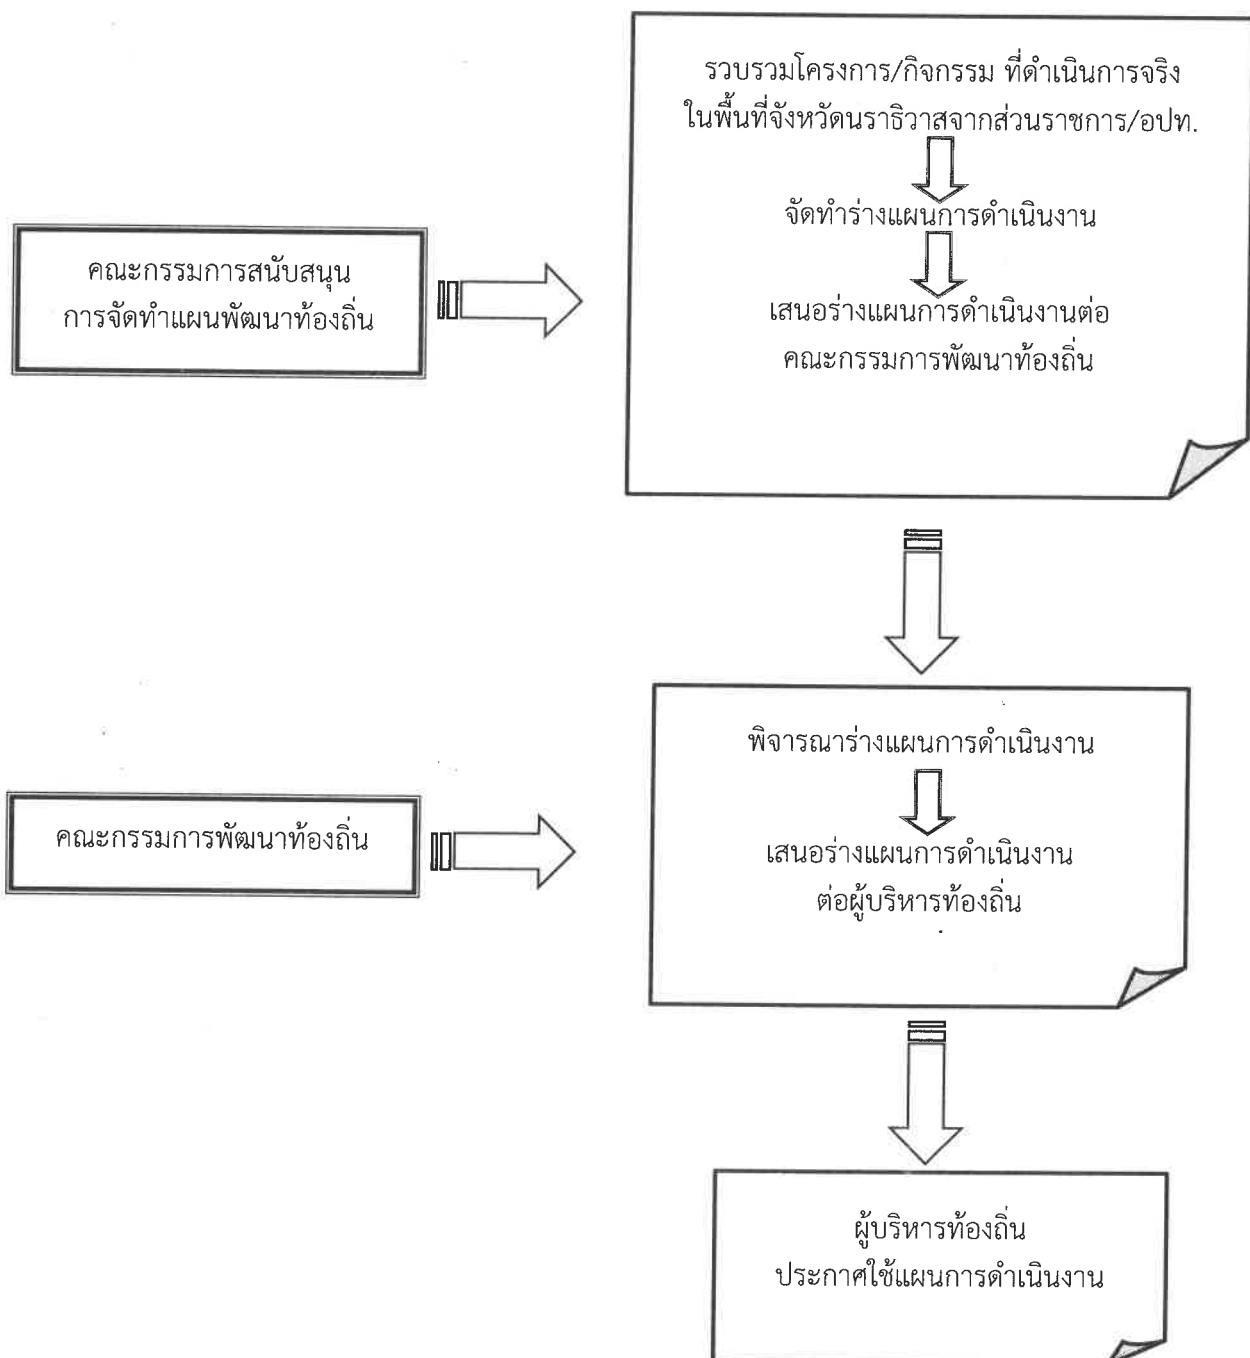 รวบรวมโครงการ/กิจกรรม ที่ดำเนินการจริง
ในพื้นที่จังหวัดนราธิวาสจากส่วนราชการ/อปท.
จัดทำร่างแผนการดำเนินงาน
เสนอร่างแผนการดำเนินงานต่อ
คณะกรรมการพัฒนาท้องถิ่น
คณะกรรมการสนับสนุน
การจัดทำแผนพัฒนาท้องถิ่น
พิจารณาร่างแผนการดำเนินงาน
เสนอร่างแผนการดำเนินงาน
ต่อผู้บริหารท้องถิ่น
คณะกรรมการพัฒนาท้องถิ่น
ผู้บริหารท้องถิ่น
ประกาศใช้แผนการดำเนินงาน